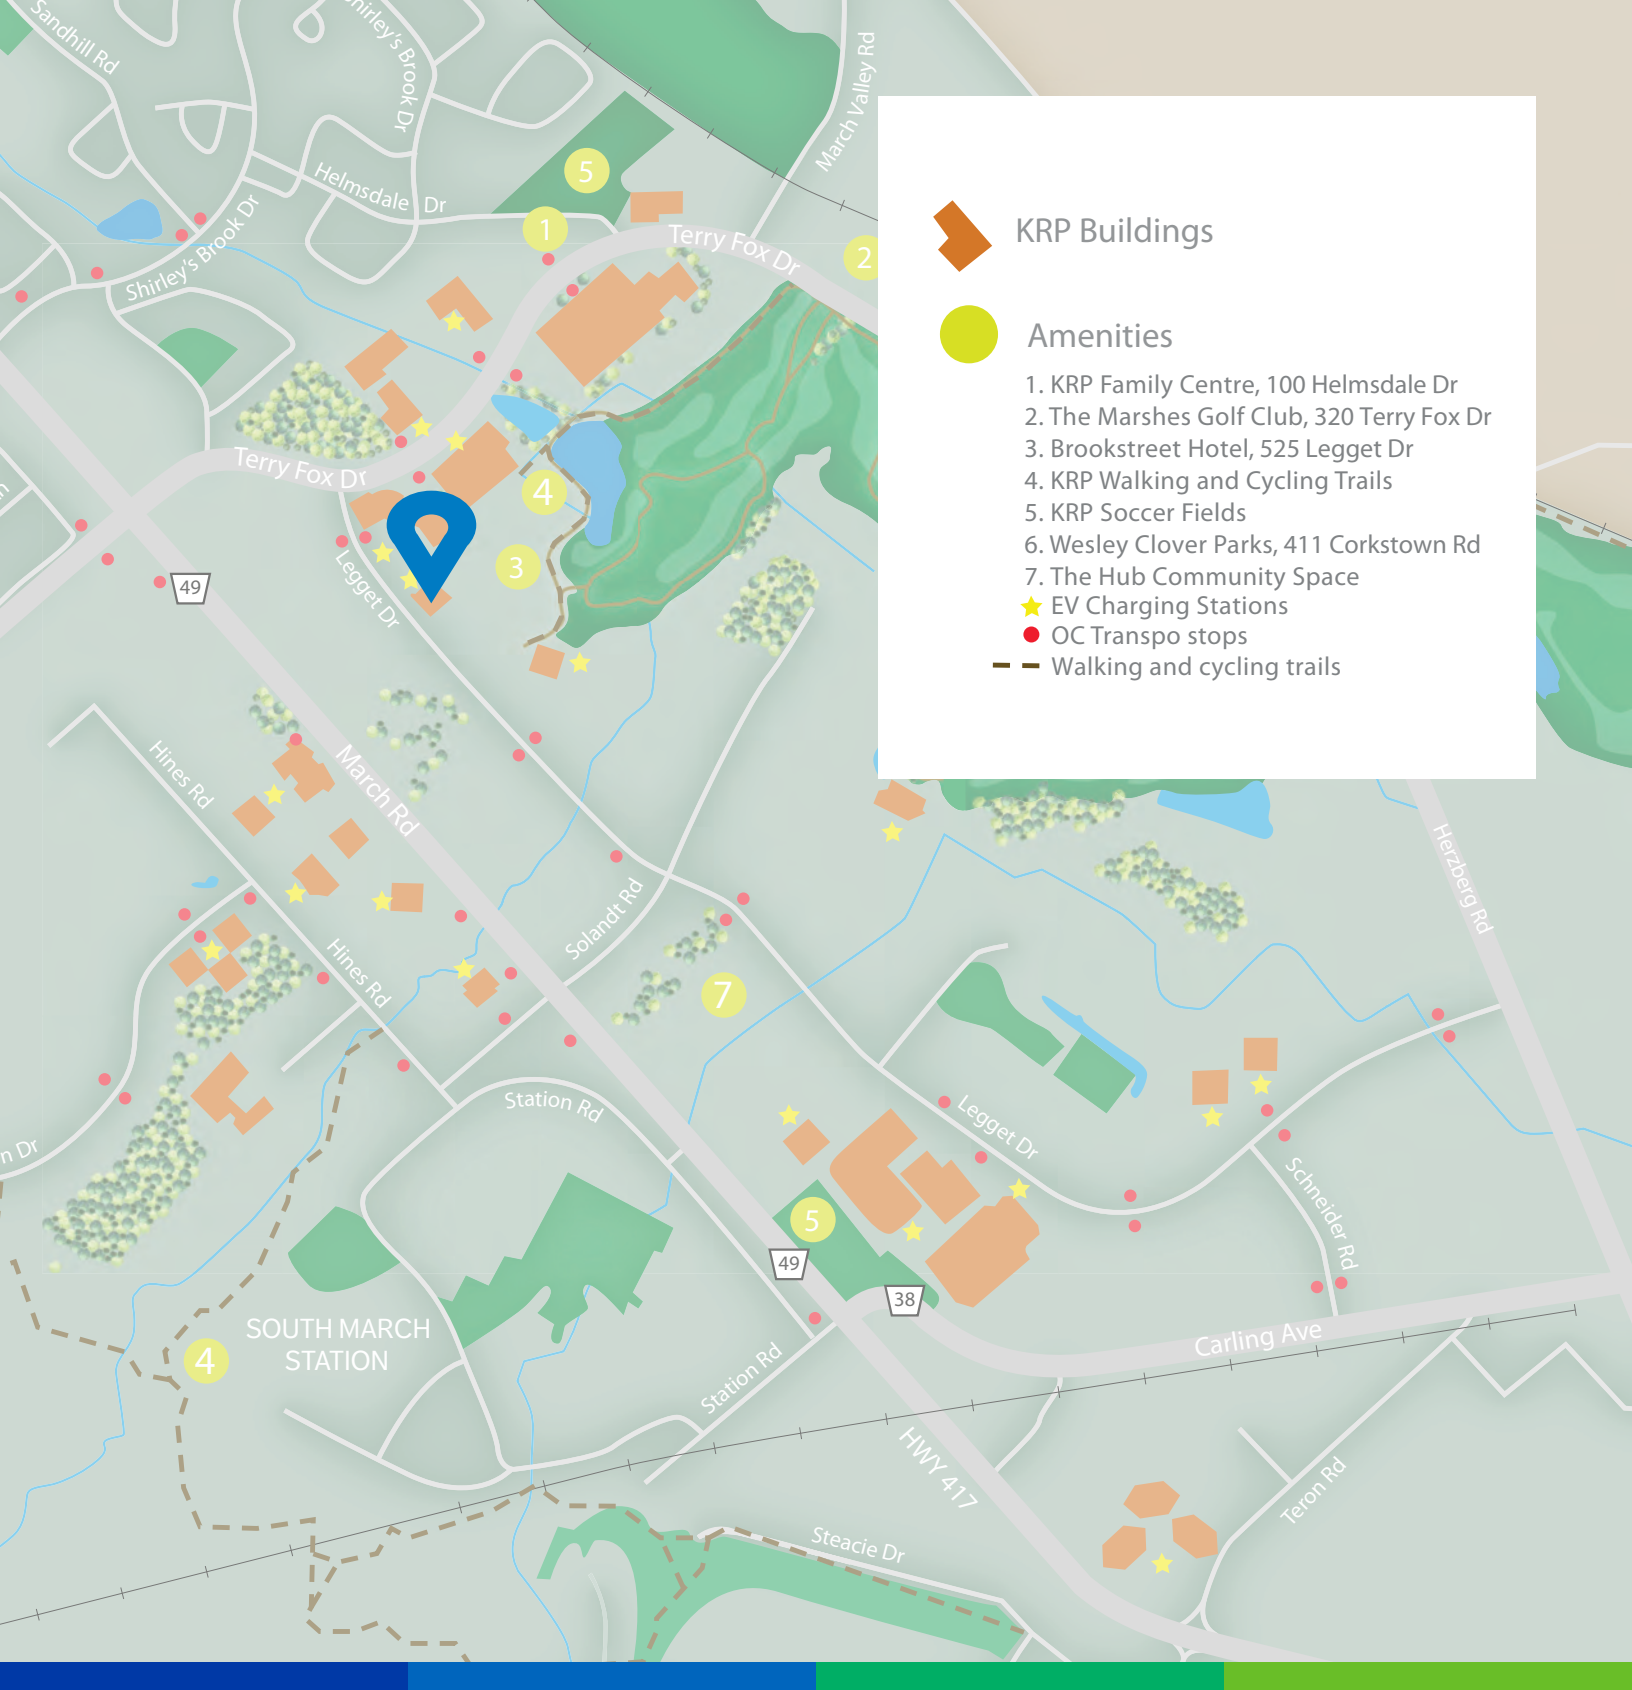 Sandhill Rd
Shirley's Brook Dr
March Valley Rd
Helmsdale Dr
5
1
Shirley's Brook Dr
Terry Fox Dr
2
KRP Buildings
Amenities
1. KRP Family Centre, 100 Helmsdale Dr
2. The Marshes Golf Club, 320 Terry Fox Dr
3. Brookstreet Hotel, 525 Legget Dr
4. KRP Walking and Cycling Trails
5. KRP Soccer Fields
6. Wesley Clover Parks, 411 Corkstown Rd
7. The Hub Community Space
EV Charging Stations
OC Transpo stops
Walking and cycling trails
Terry Fox Dr
4
3
49
Legget Dr
Hines Rd
March Rd
Herzberg Rd
Solandt Rd
Hines Rd
7
Station Rd
Legget Dr
n Dr
Schneider Rd
5
49
38
SOUTH MARCH
STATION
4
Carling Ave
Station Rd
HWY 417
Teron Rd
Steacie Dr